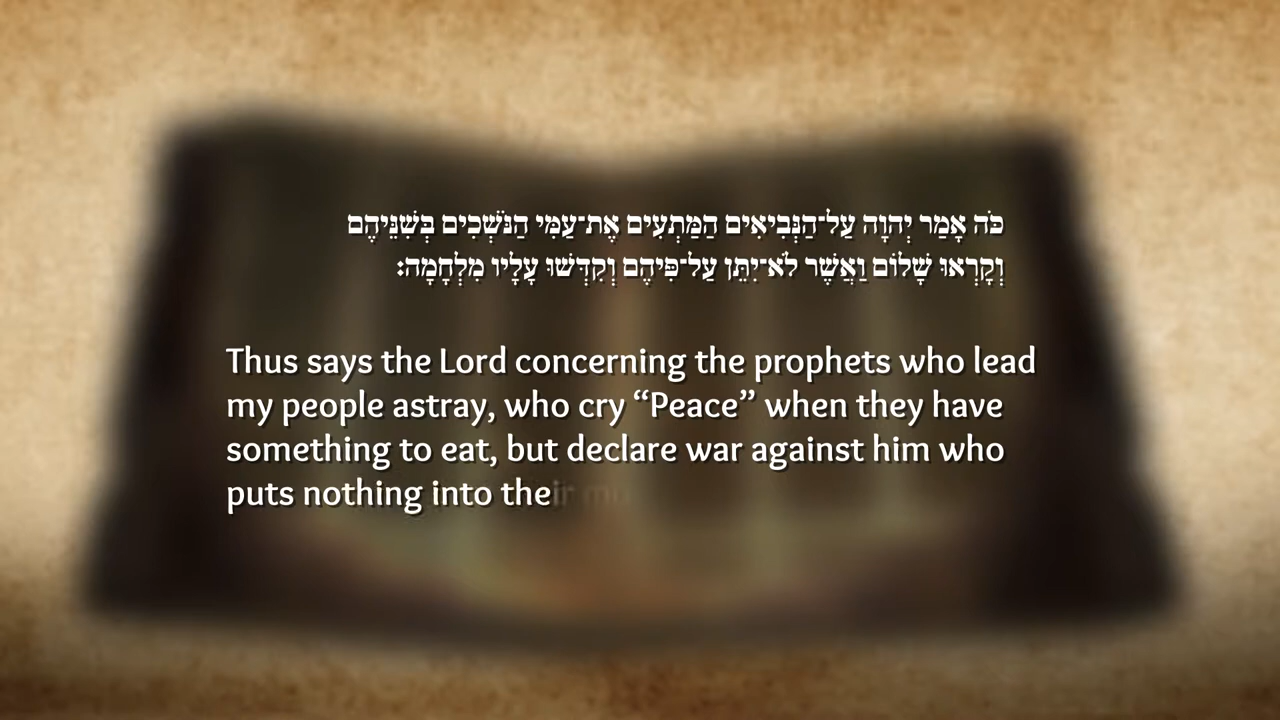 כֹּה אָמַר יְהוָה עַל־הַנְּבִיאִים הַמַּתְעִים אֶת־עַמִּי הַנֹּשְׁכִים בְּשִׁנֵּיהֶם
וְקָרְאוּ שָׁלוֹם וַאֲשֶׁר לֹא־יִתֵּן עַל־פִּיהֶם וְקִדְּשׁוּ עָלָיו מִלְחָמָה׃
Thus says the Lord concerning the prophets who lead
my people astray, who cry “Peace” when they have
something to eat, but declare war against him who
puts nothing into their